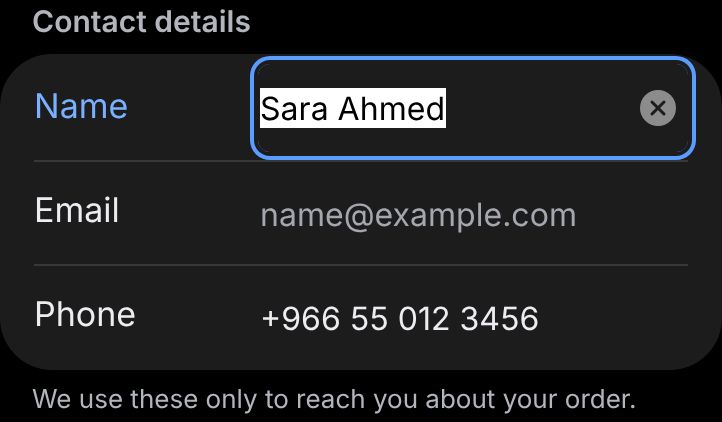 Contact details
Name Sara Ahmed
Email name@example.com
Phone +966 55 012 3456
We use these only to reach you about your order.